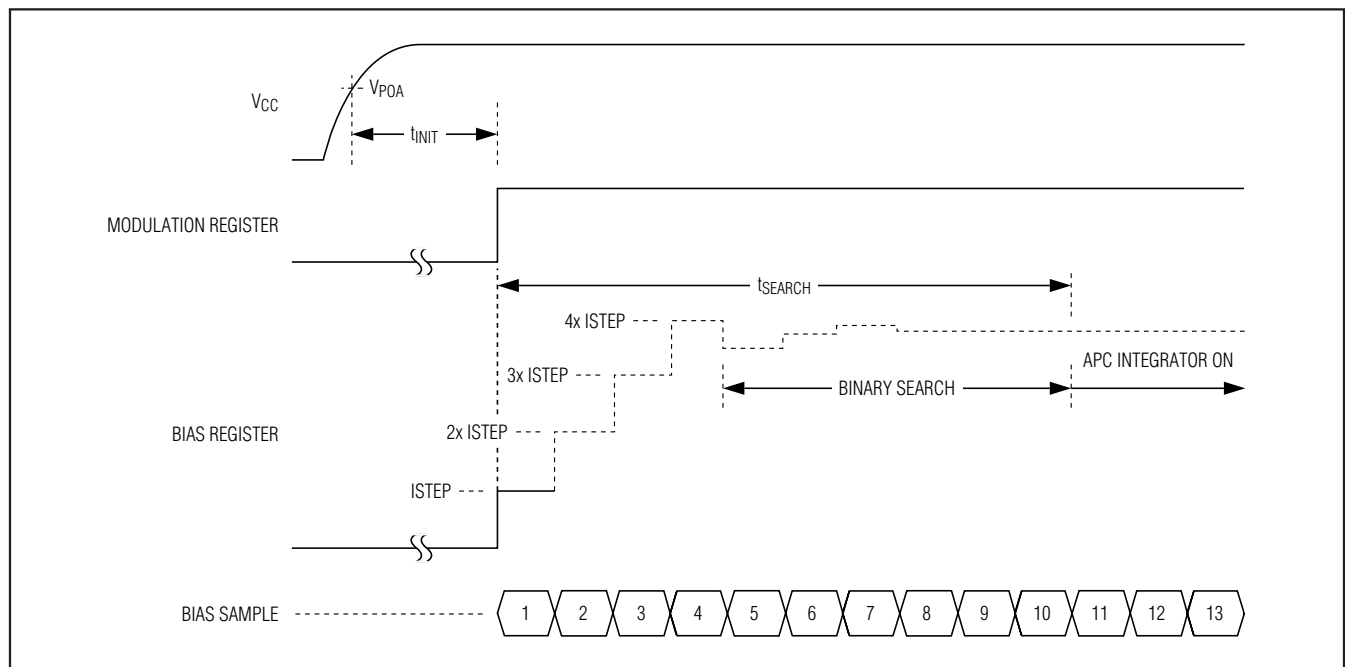 VPOA
VCC
tINIT
MODULATION REGISTER
tSEARCH
4x ISTEP
APC INTEGRATOR ON
3x ISTEP
BINARY SEARCH
2x ISTEP
BIAS REGISTER
ISTEP
BIAS SAMPLE
1 2 3 4 5 6 7 8 9 10 11 12 13